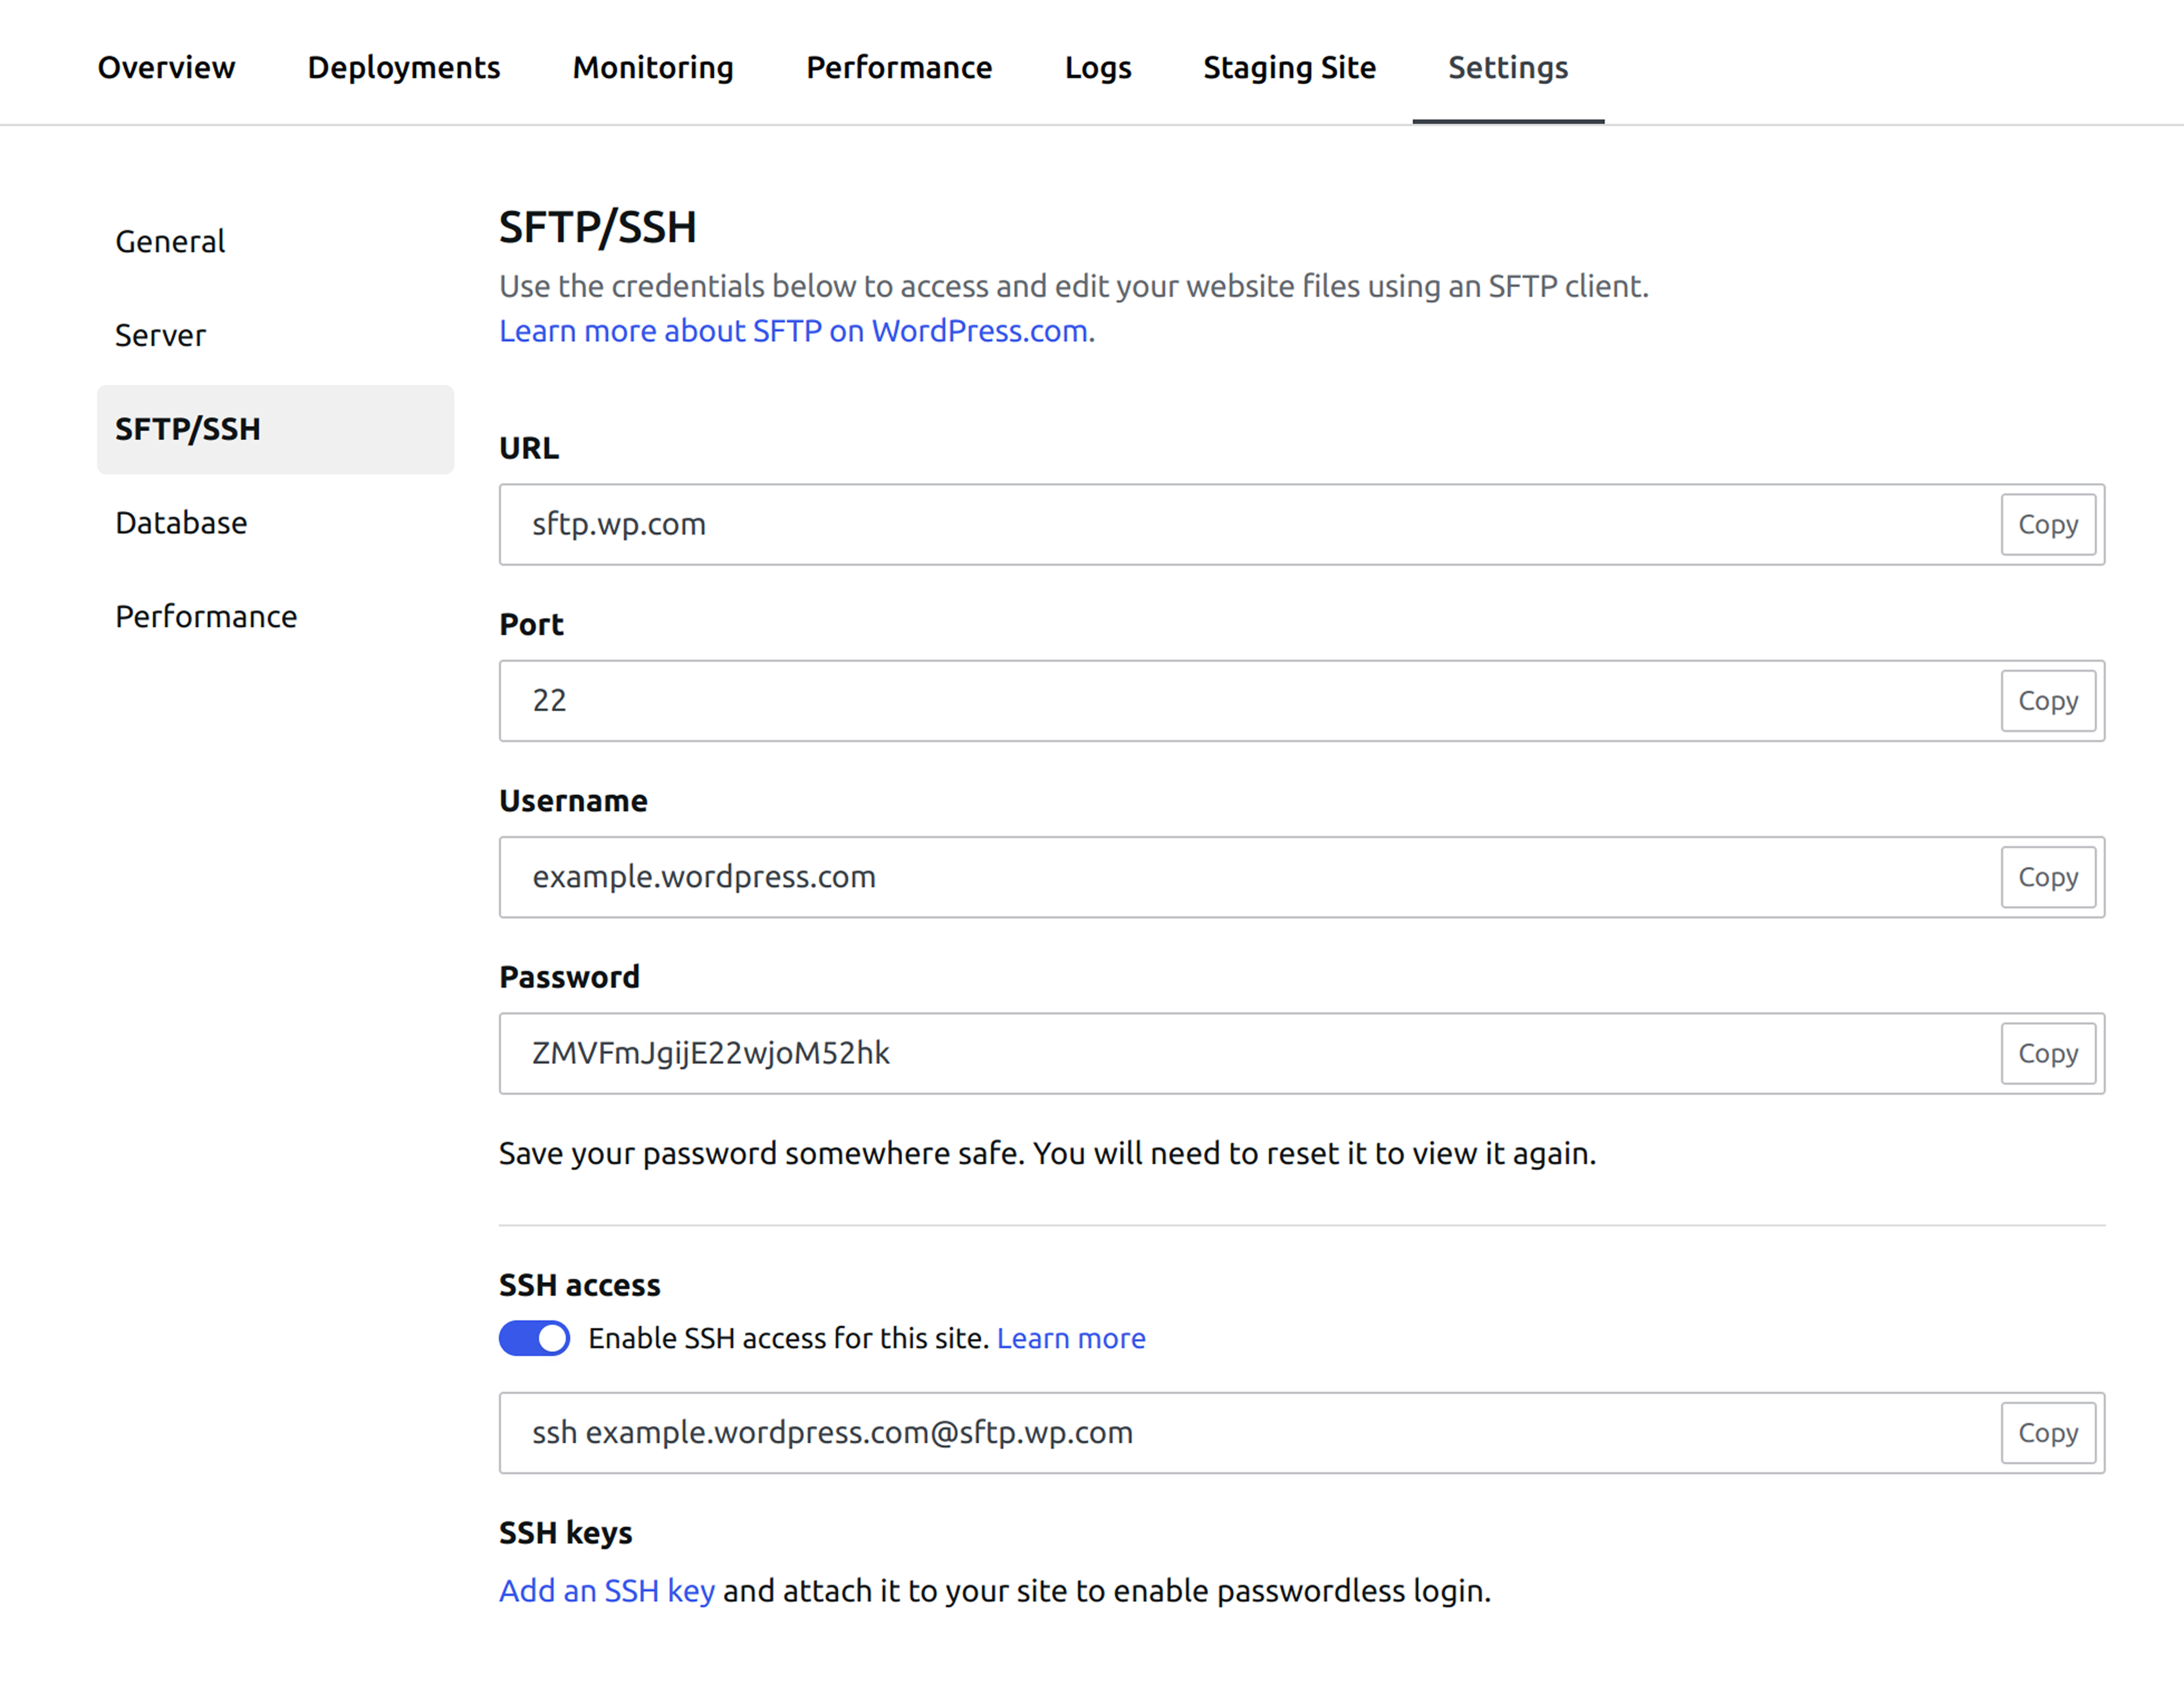 Overview Deployments Monitoring Performance Logs Staging Site Settings
General
Server
SFTP/SSH
Database
Performance
SFTP/SSH
Use the credentials below to access and edit your website files using an SFTP client.
Learn more about SFTP on WordPress.com.
URL
sftp.wp.com Copy
Port
22 Copy
Username
example.wordpress.com Copy
Password
ZMVFmJgijE22wjoM52hk Copy
Save your password somewhere safe. You will need to reset it to view it again.
SSH access
Enable SSH access for this site. Learn more
ssh example.wordpress.com@sftp.wp.com Copy
SSH keys
Add an SSH key and attach it to your site to enable passwordless login.